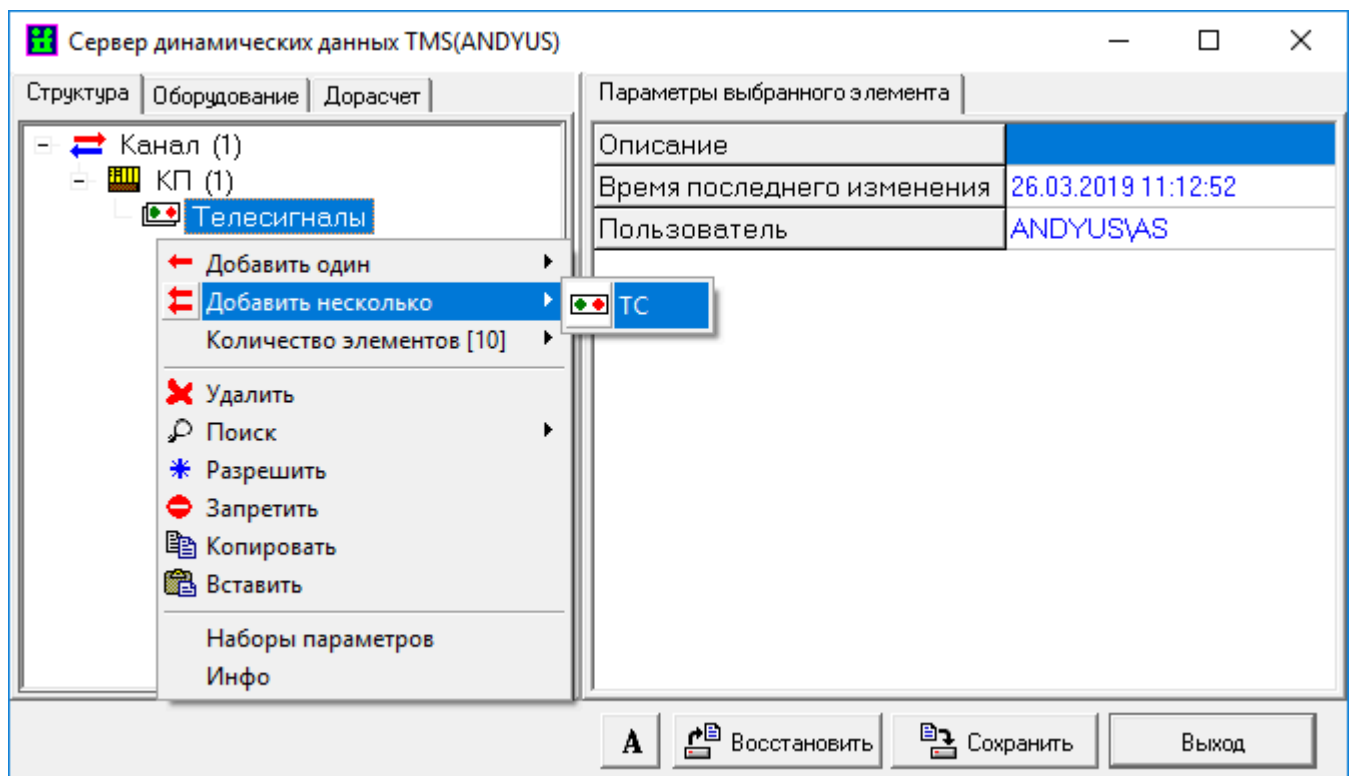 Сервер динамических данных TMS(ANDYUS)
Структура Оборудование Дорасчет
Параметры выбранного элемента
Канал (1)
КП (1)
Телесигналы
Описание
Время последнего изменения 26.03.2019 11:12:52
Пользователь ANDYUS\AS
Добавить один
Добавить несколько
ТС
Количество элементов [10]
Удалить
Поиск
Разрешить
Запретить
Копировать
Вставить
Наборы параметров
Инфо
A Восстановить Сохранить Выход